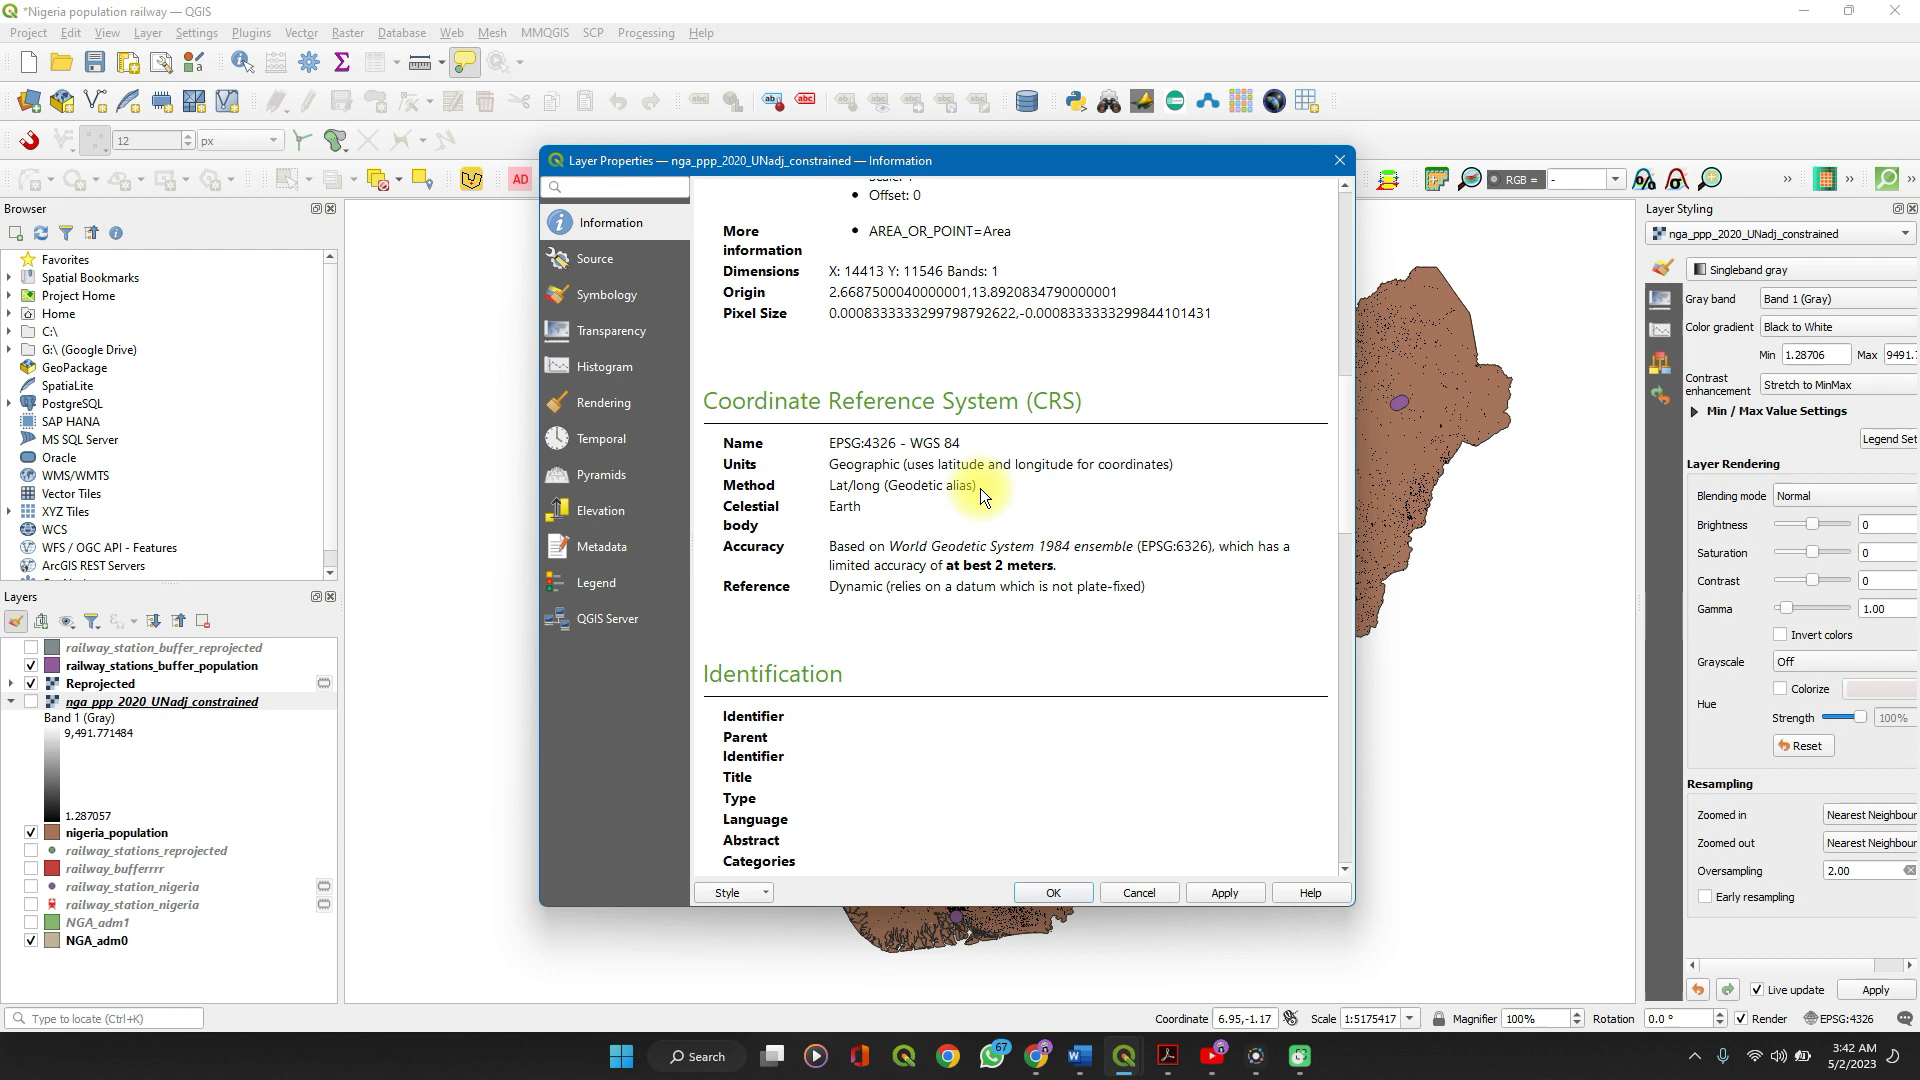 *Nigeria population railway — QGIS
Project Edit View Layer Settings Plugins Vector Raster Database Web Mesh MMQGIS SCP Processing Help
12 px
AD
RGB = -
Browser
Favorites
Spatial Bookmarks
Project Home
Home
C:\
G:\ (Google Drive)
GeoPackage
SpatiaLite
PostgreSQL
SAP HANA
MS SQL Server
Oracle
WMS/WMTS
Vector Tiles
XYZ Tiles
WCS
WFS / OGC API - Features
ArcGIS REST Servers
Layers
railway_station_buffer_reprojected
railway_stations_buffer_population
Reprojected
nga_ppp_2020_UNadj_constrained
Band 1 (Gray)
9,491.771484
1.287057
nigeria_population
railway_stations_reprojected
railway_bufferrrr
railway_station_nigeria
railway_station_nigeria
NGA_adm1
NGA_adm0
Layer Properties — nga_ppp_2020_UNadj_constrained — Information
Information
Source
Symbology
Transparency
Histogram
Rendering
Temporal
Pyramids
Elevation
Metadata
Legend
QGIS Server
Offset: 0
More information AREA_OR_POINT=Area
Dimensions X: 14413 Y: 11546 Bands: 1
Origin 2.6687500040000001,13.8920834790000001
Pixel Size 0.0008333333299798792622,-0.0008333333299844101431
Coordinate Reference System (CRS)
Name EPSG:4326 - WGS 84
Units Geographic (uses latitude and longitude for coordinates)
Method Lat/long (Geodetic alias)
Celestial body Earth
Accuracy Based on World Geodetic System 1984 ensemble (EPSG:6326), which has a
limited accuracy of at best 2 meters.
Reference Dynamic (relies on a datum which is not plate-fixed)
Identification
Identifier
Parent
Identifier
Title
Type
Language
Abstract
Categories
Style OK Cancel Apply Help
Layer Styling
nga_ppp_2020_UNadj_constrained
Singleband gray
Gray band Band 1 (Gray)
Color gradient Black to White
Min 1.28706 Max 9491.
Contrast enhancement Stretch to MinMax
Min / Max Value Settings
Legend Set
Layer Rendering
Blending mode Normal
Brightness 0
Saturation 0
Contrast 0
Gamma 1.00
Invert colors
Grayscale Off
Hue Colorize
Strength 100%
Reset
Resampling
Zoomed in Nearest Neighbour
Zoomed out Nearest Neighbour
Oversampling 2.00
Early resampling
Live update Apply
Type to locate (Ctrl+K)
Coordinate 6.95,-1.17 Scale 1:5175417 Magnifier 100% Rotation 0.0 ° Render EPSG:4326
Search
67
3:42 AM
5/2/2023